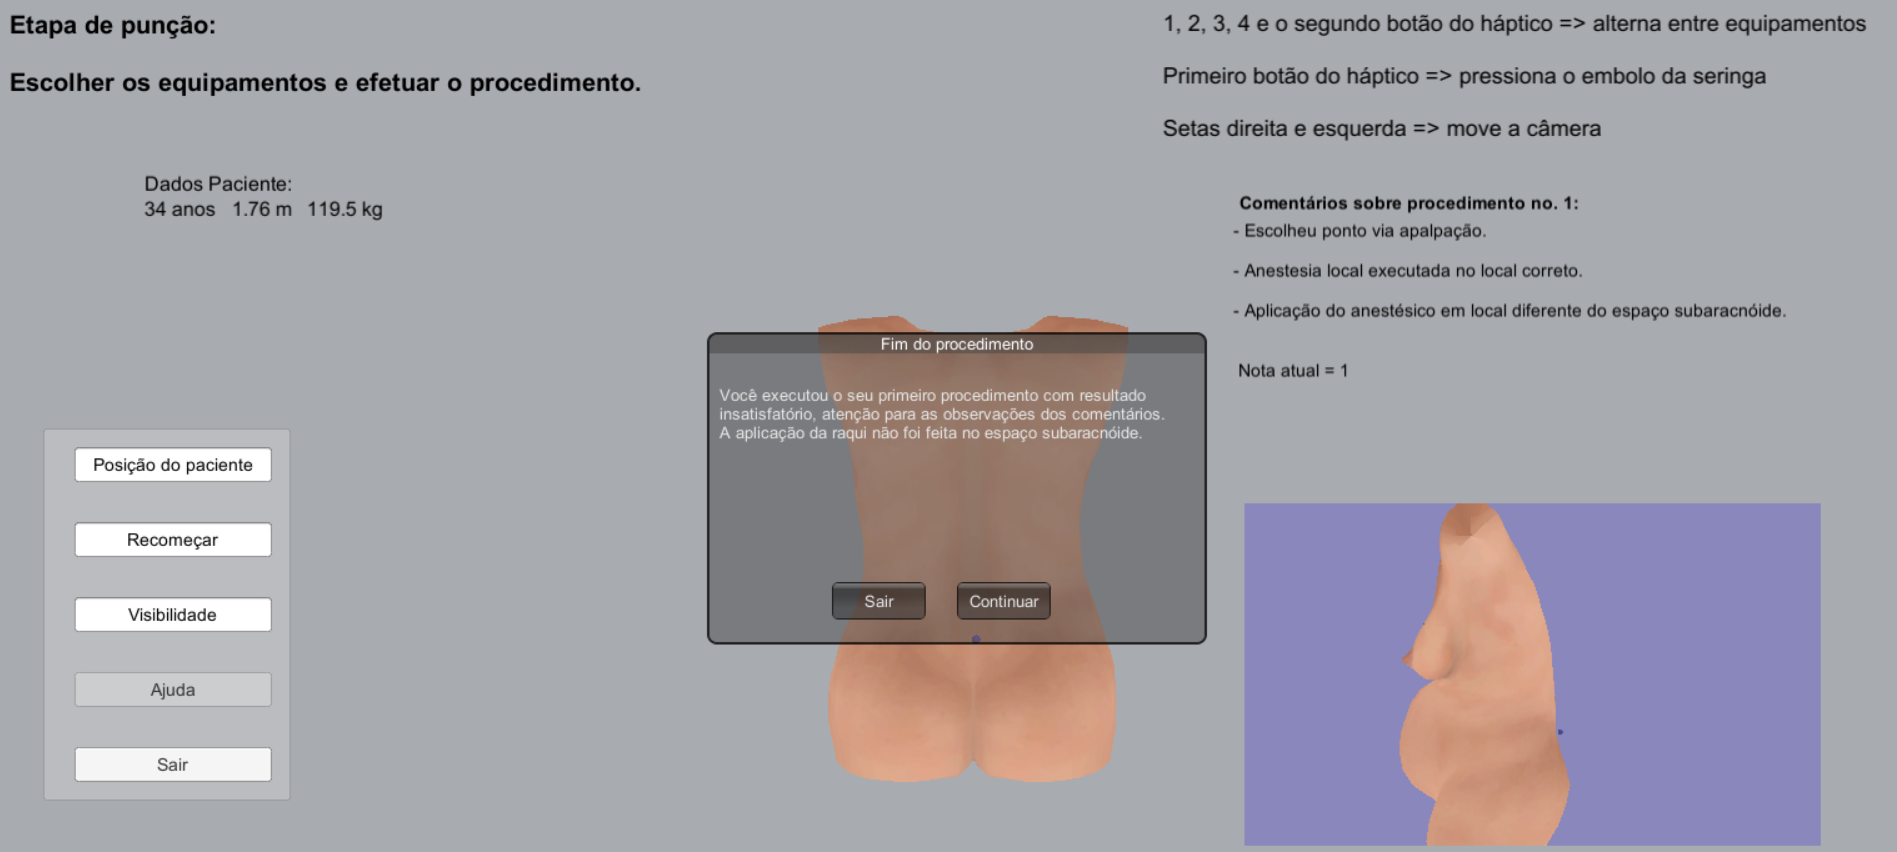 Etapa de punção:
Escolher os equipamentos e efetuar o procedimento.
1, 2, 3, 4 e o segundo botão do háptico => alterna entre equipamentos
Primeiro botão do háptico => pressiona o embolo da seringa
Setas direita e esquerda => move a câmera
Dados Paciente:
34 anos 1.76 m 119.5 kg
Comentários sobre procedimento no. 1:
- Escolheu ponto via apalpação.
- Anestesia local executada no local correto.
- Aplicação do anestésico em local diferente do espaço subaracnóide.
Nota atual = 1
Fim do procedimento
Você executou o seu primeiro procedimento com resultado
insatisfatório, atenção para as observações dos comentários.
A aplicação da raqui não foi feita no espaço subaracnóide.
Sair
Continuar
Posição do paciente
Recomeçar
Visibilidade
Ajuda
Sair